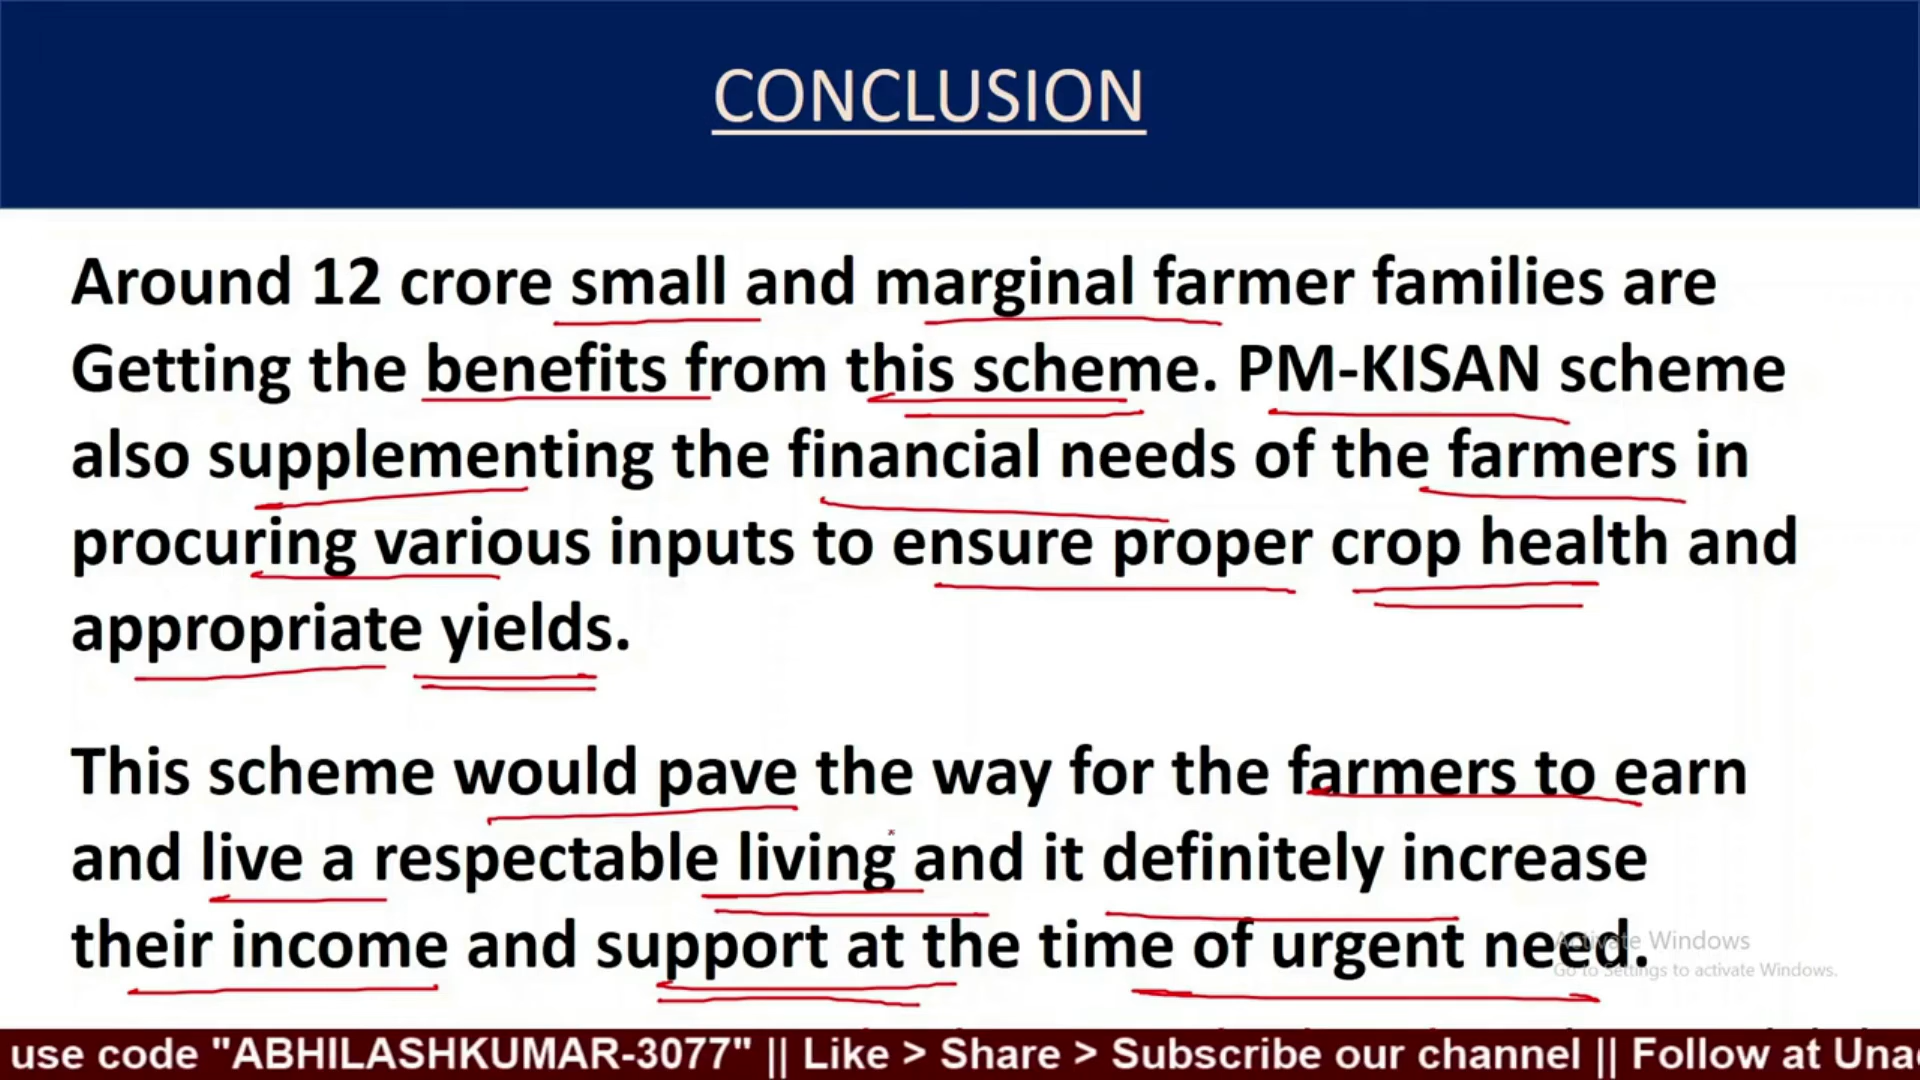 CONCLUSION
Around 12 crore small and marginal farmer families are
Getting the benefits from this scheme. PM-KISAN scheme
also supplementing the financial needs of the farmers in
procuring various inputs to ensure proper crop health and
appropriate yields.
This scheme would pave the way for the farmers to earn
and live a respectable living and it definitely increase
their income and support at the time of urgent need.
Activate Windows
Go to Settings to activate Windows.
use code "ABHILASHKUMAR-3077" || Like > Share > Subscribe our channel || Follow at Una